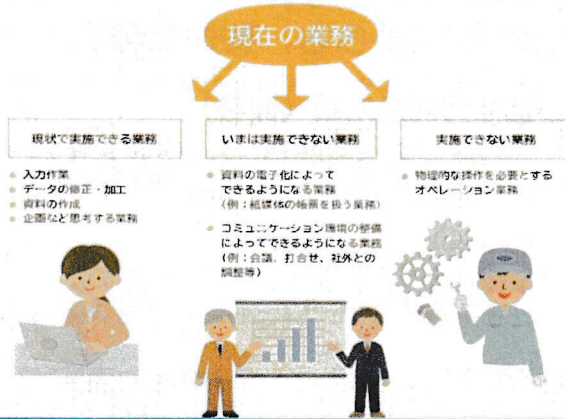 現在の業務
現状で実施できる業務
入力作業
データの修正・加工
資料の作成
企画など思考する業務
いまは実施できない業務
資料の電子化によって
できるようになる業務
(例:紙媒体の帳票を扱う業務)
コミュニケーション環境の整備
によってできるようになる業務
(例:会議、打合せ、社外との
調整等)
実施できない業務
物理的な操作を必要とする
オペレーション業務